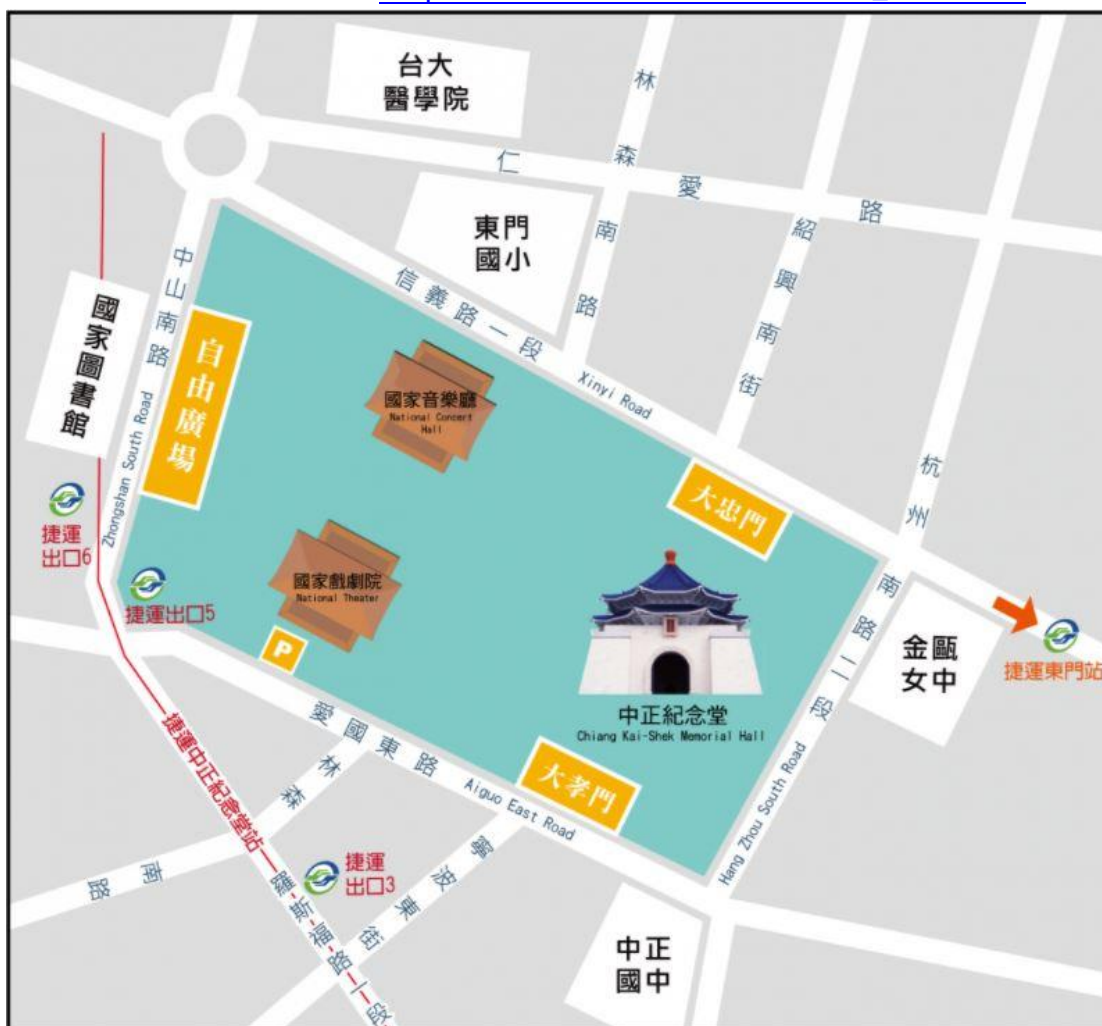 台大
醫學院
林森南路
仁愛路
東門
國小
紹興南街
中山南路
Zhongshan South Road
信義路一段
Xinyi Road
國家圖書館
自由廣場
國家音樂廳
National Concert
Hall
杭州南路二段
Hang Zhou South Road
大忠門
捷運
出口6
捷運出口5
國家戲劇院
National Theater
P
金甌
女中
捷運東門站
中正紀念堂
Chiang Kai-Shek Memorial Hall
捷運中正紀念堂站
愛國東路
Aiguo East Road
大孝門
林森南路
捷運
出口3
寧波東街
羅斯福路一段
中正
國中